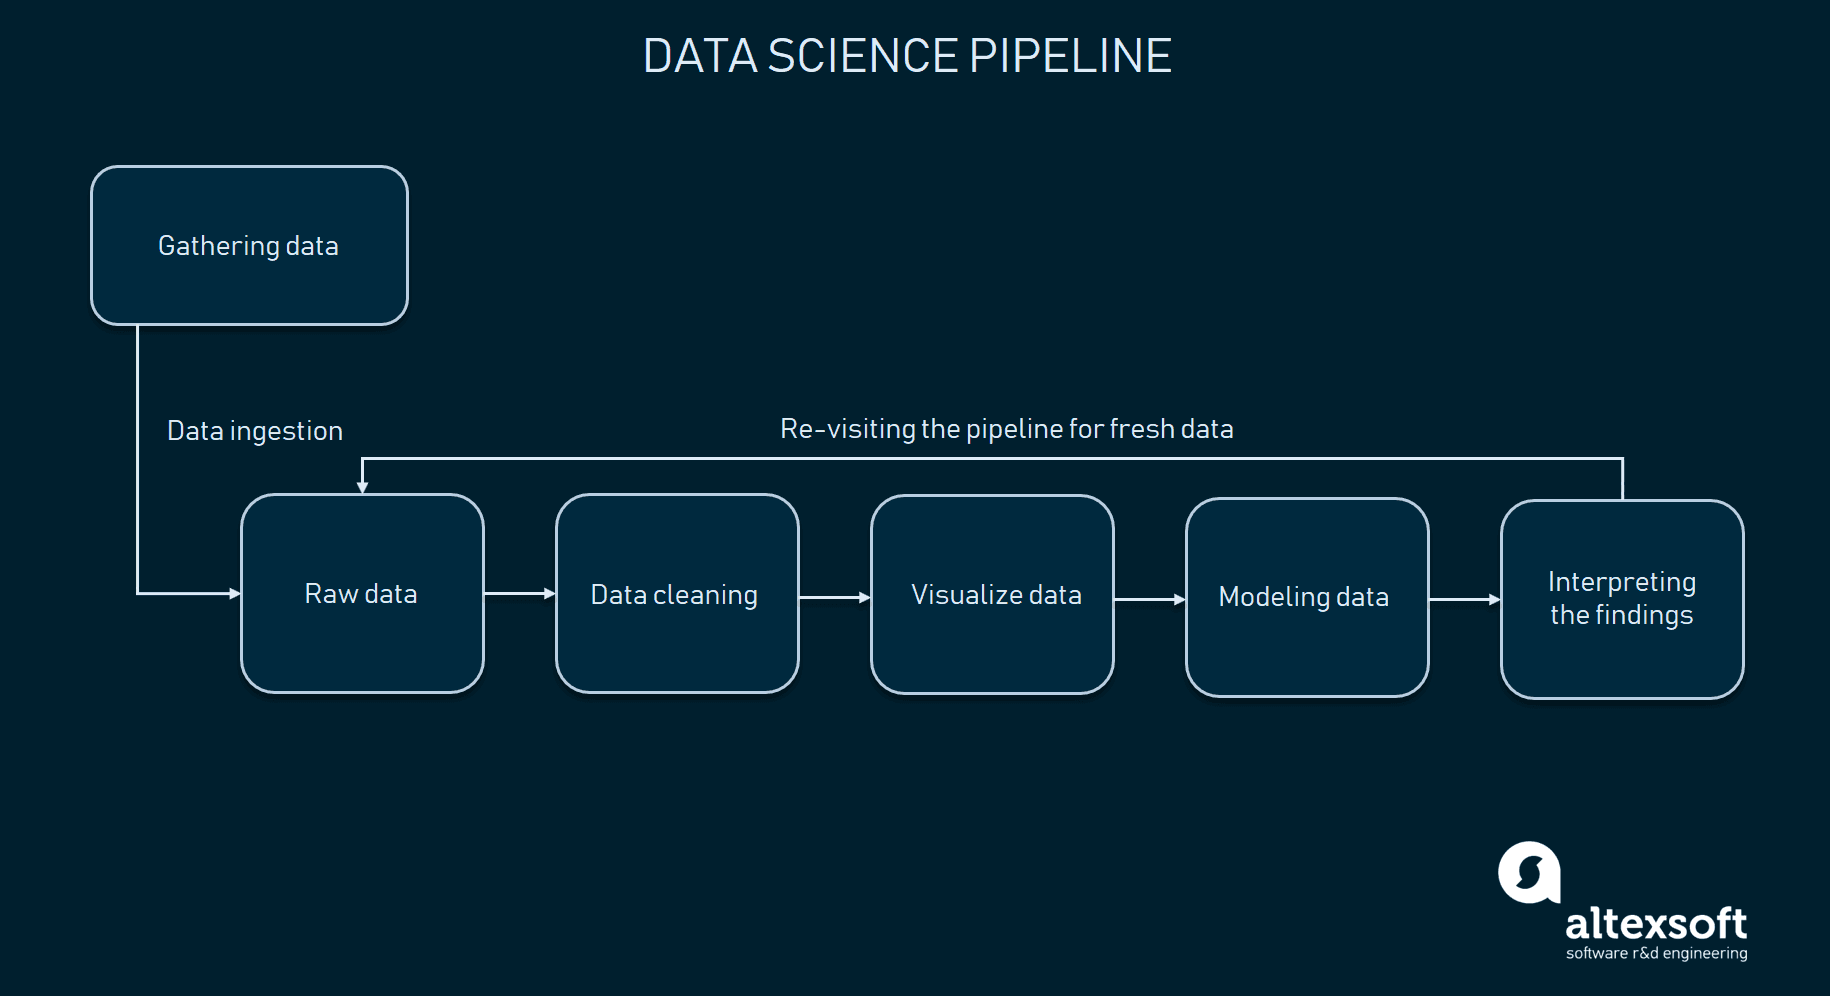 DATA SCIENCE PIPELINE
Gathering data
Data ingestion
Re-visiting the pipeline for fresh data
Raw data
Data cleaning
Visualize data
Modeling data
Interpreting
the findings
altexsoft
software r&d engineering